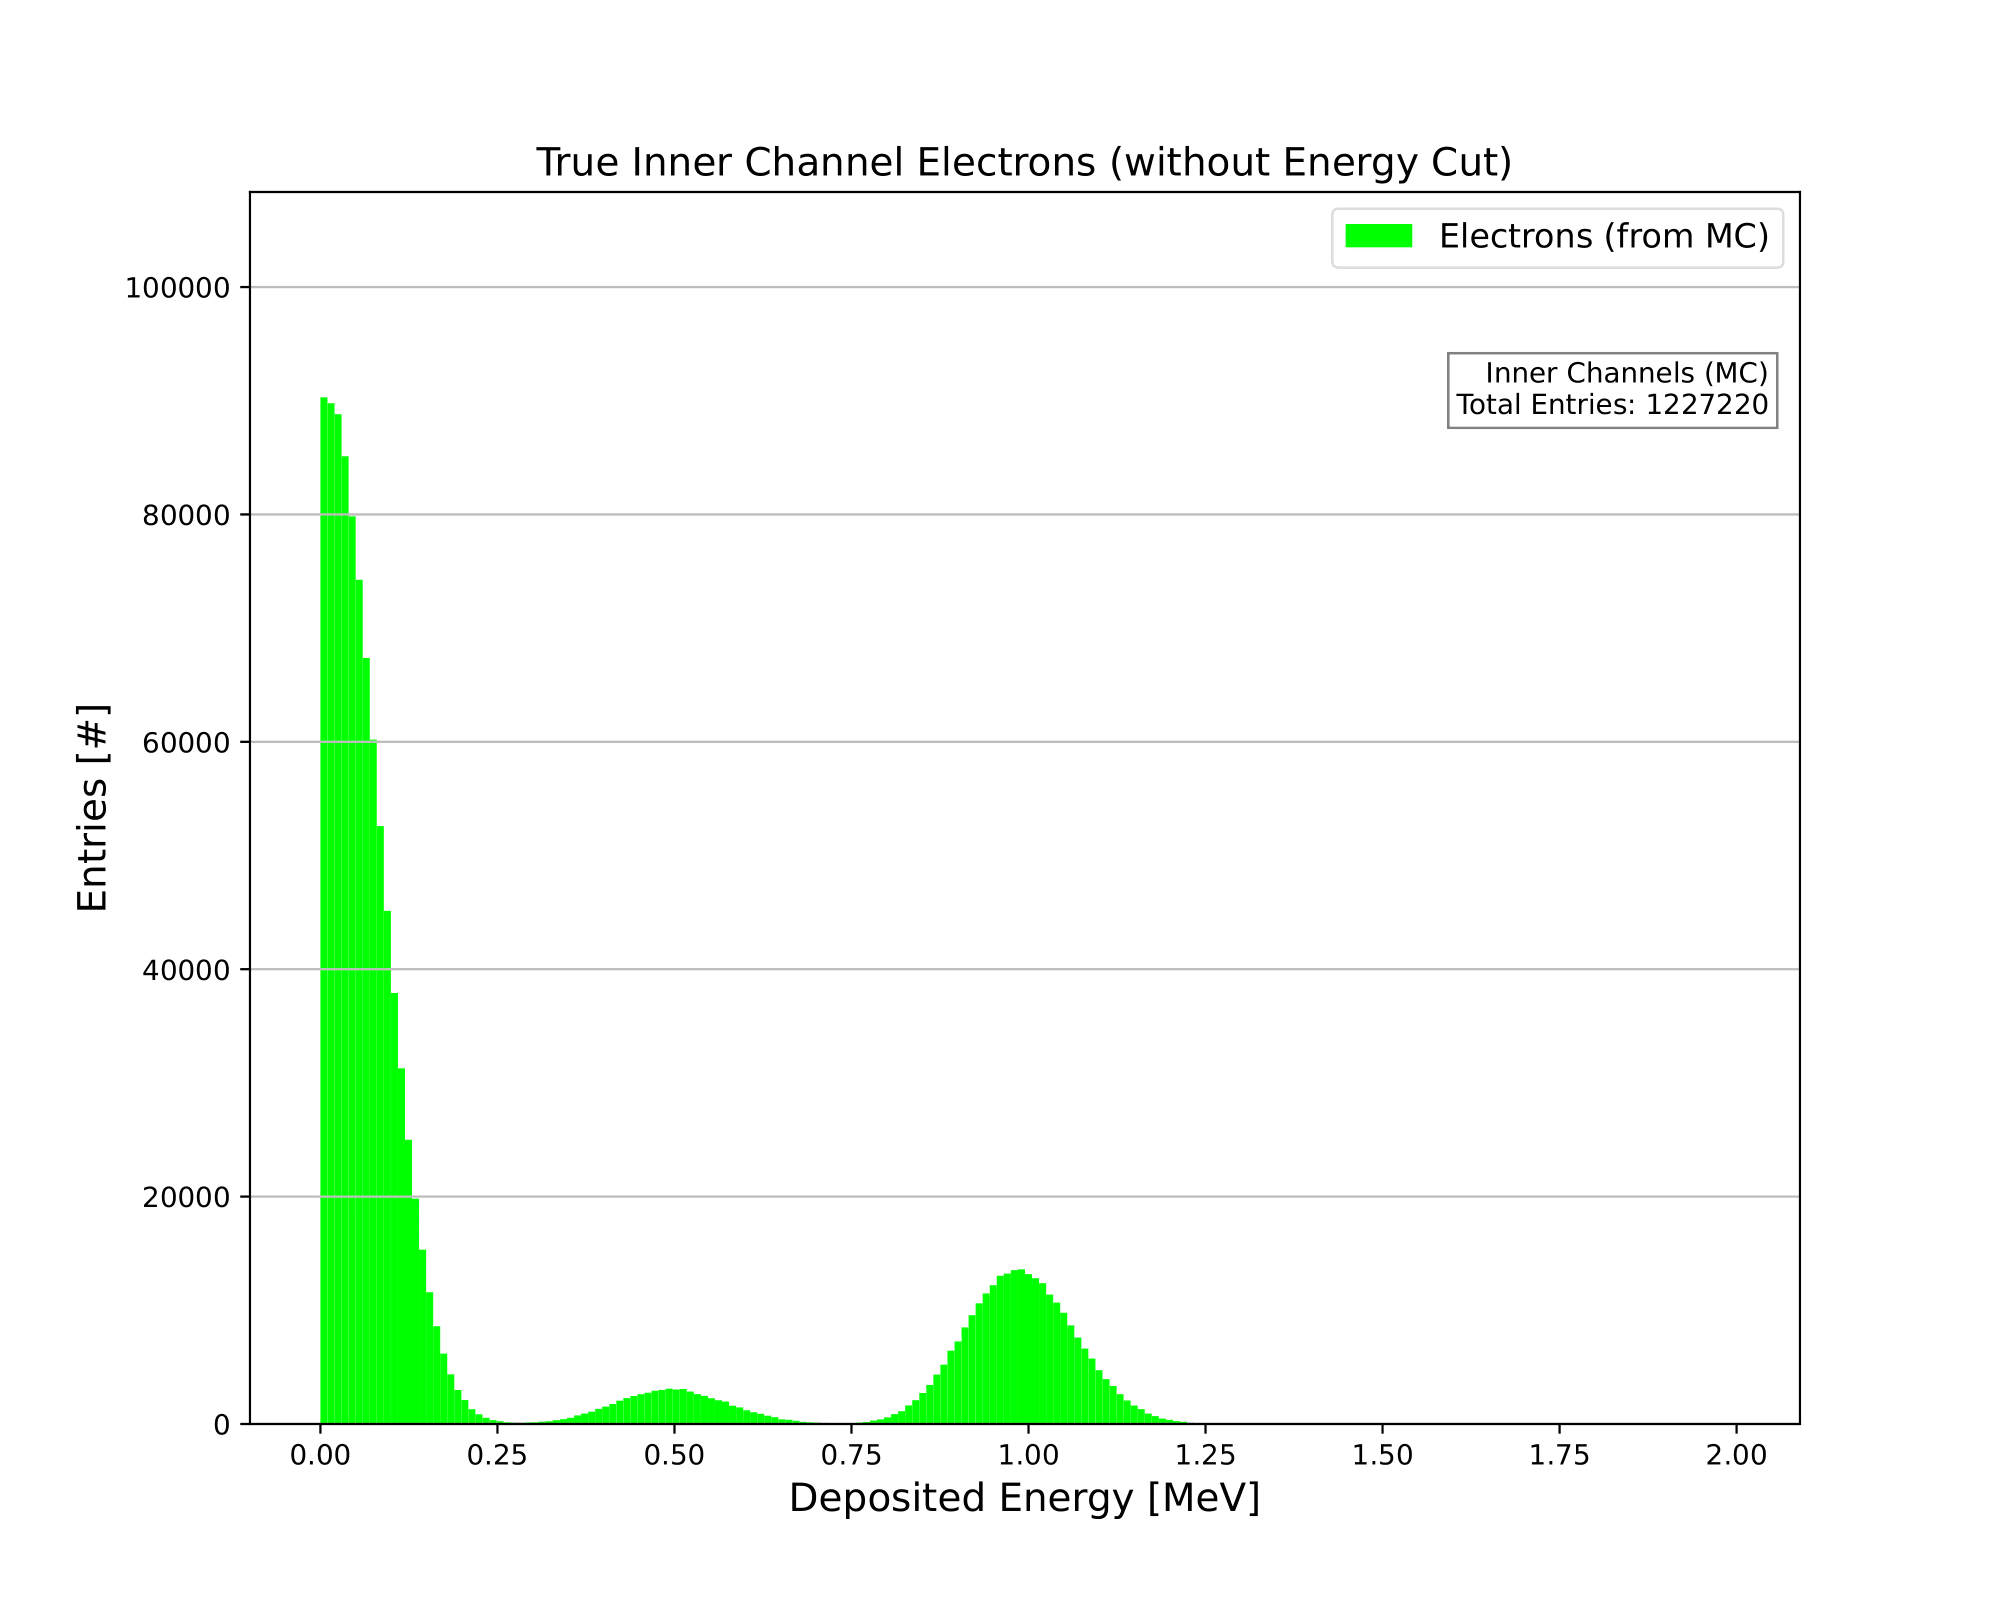 True Inner Channel Electrons (without Energy Cut)
Electrons (from MC)
Inner Channels (MC)
Total Entries: 1227220
Entries [#]
100000
80000
60000
40000
20000
0
0.00 0.25 0.50 0.75 1.00 1.25 1.50 1.75 2.00
Deposited Energy [MeV]